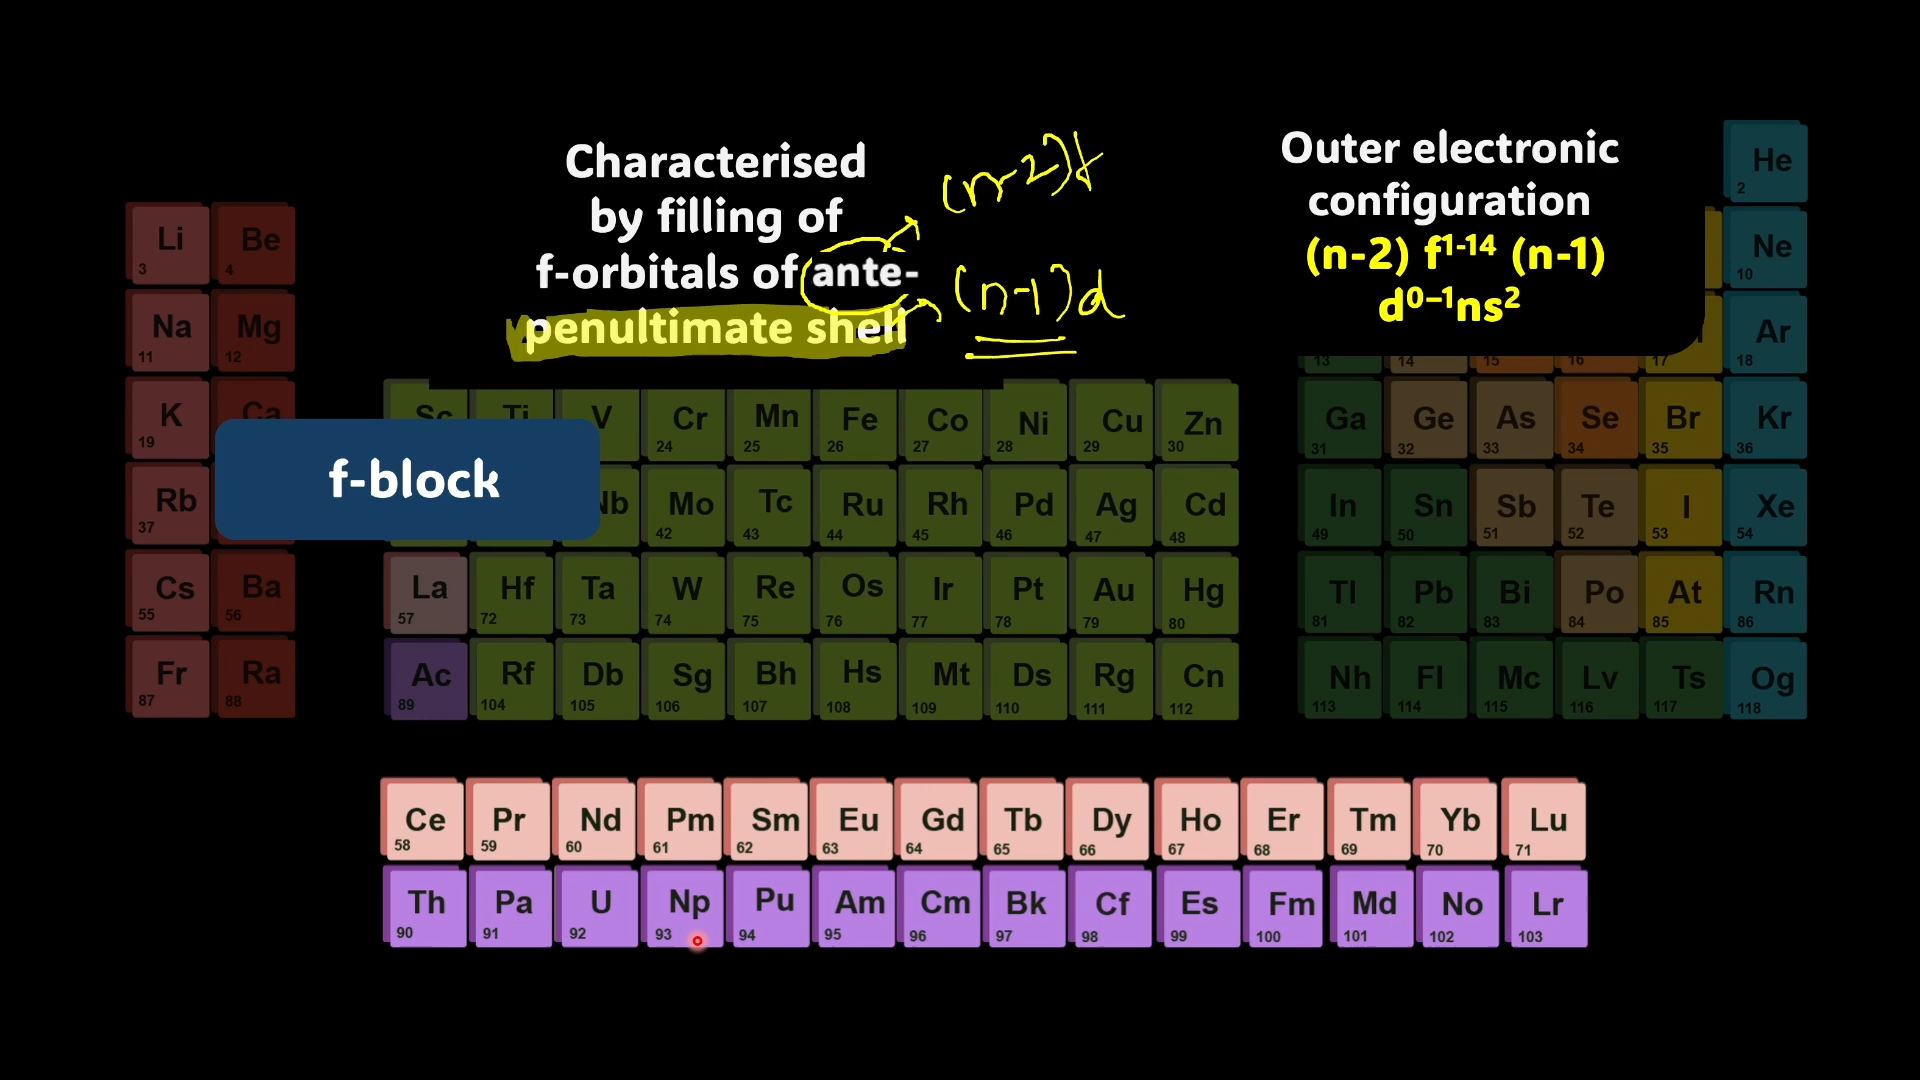 Characterised
by filling of
f-orbitals of ante-
penultimate shell
(n-2)f
(n-1)d
Outer electronic
configuration
(n-2) f¹⁻¹⁴ (n-1)
d⁰⁻¹ns²
f-block
He
2
Li Be
3 4
Ne
10
Na Mg
11 12
Ar
13 14 15 16 17 18
K Ca Sc Ti V Cr Mn Fe Co Ni Cu Zn Ga Ge As Se Br Kr
19 24 25 26 27 28 29 30 31 32 33 34 35 36
Rb Nb Mo Tc Ru Rh Pd Ag Cd In Sn Sb Te I Xe
37 42 43 44 45 46 47 48 49 50 51 52 53 54
Cs Ba La Hf Ta W Re Os Ir Pt Au Hg Tl Pb Bi Po At Rn
55 56 57 72 73 74 75 76 77 78 79 80 81 82 83 84 85 86
Fr Ra Ac Rf Db Sg Bh Hs Mt Ds Rg Cn Nh Fl Mc Lv Ts Og
87 88 89 104 105 106 107 108 109 110 111 112 113 114 115 116 117 118
Ce Pr Nd Pm Sm Eu Gd Tb Dy Ho Er Tm Yb Lu
58 59 60 61 62 63 64 65 66 67 68 69 70 71
Th Pa U Np Pu Am Cm Bk Cf Es Fm Md No Lr
90 91 92 93 94 95 96 97 98 99 100 101 102 103